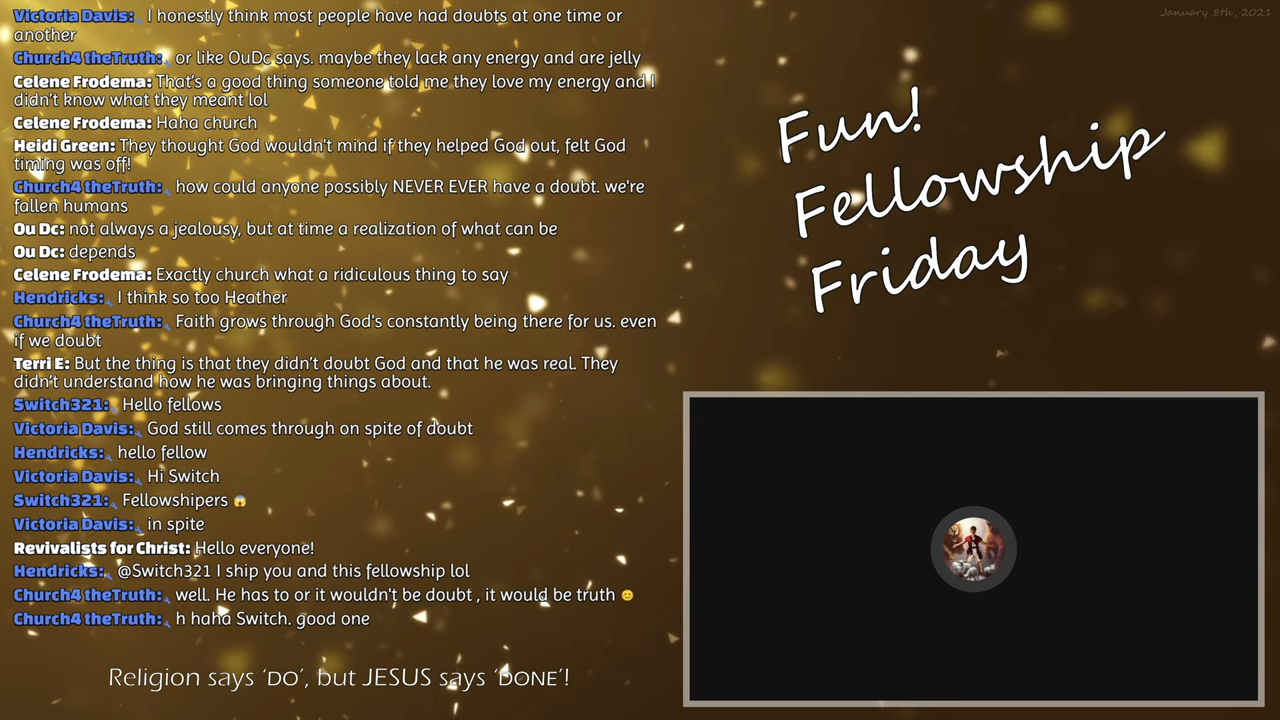 Victoria Davis: I honestly think most people have had doubts at one time or
another
Church4 theTruth: or like OuDc says. maybe they lack any energy and are jelly
Celene Frodema: That's a good thing someone told me they love my energy and I
didn't know what they meant lol
Celene Frodema: Haha church
Heidi Green: They thought God wouldn't mind if they helped God out, felt God
timing was off!
Church4 theTruth: how could anyone possibly NEVER EVER have a doubt. we're
fallen humans
Ou Dc: not always a jealousy, but at time a realization of what can be
Ou Dc: depends
Celene Frodema: Exactly church what a ridiculous thing to say
Hendricks: I think so too Heather
Church4 theTruth: Faith grows through God's constantly being there for us. even
if we doubt
Terri E: But the thing is that they didn't doubt God and that he was real. They
didn't understand how he was bringing things about.
Switch321: Hello fellows
Victoria Davis: God still comes through on spite of doubt
Hendricks: hello fellow
Victoria Davis: Hi Switch
Switch321: Fellowshipers 😱
Victoria Davis: in spite
Revivalists for Christ: Hello everyone!
Hendricks: @Switch321 I ship you and this fellowship lol
Church4 theTruth: well. He has to or it wouldn't be doubt , it would be truth 😊
Church4 theTruth: h haha Switch. good one
Religion says 'DO', but JESUS says 'DONE'!
January 8th, 2021
Fun!
Fellowship
Friday